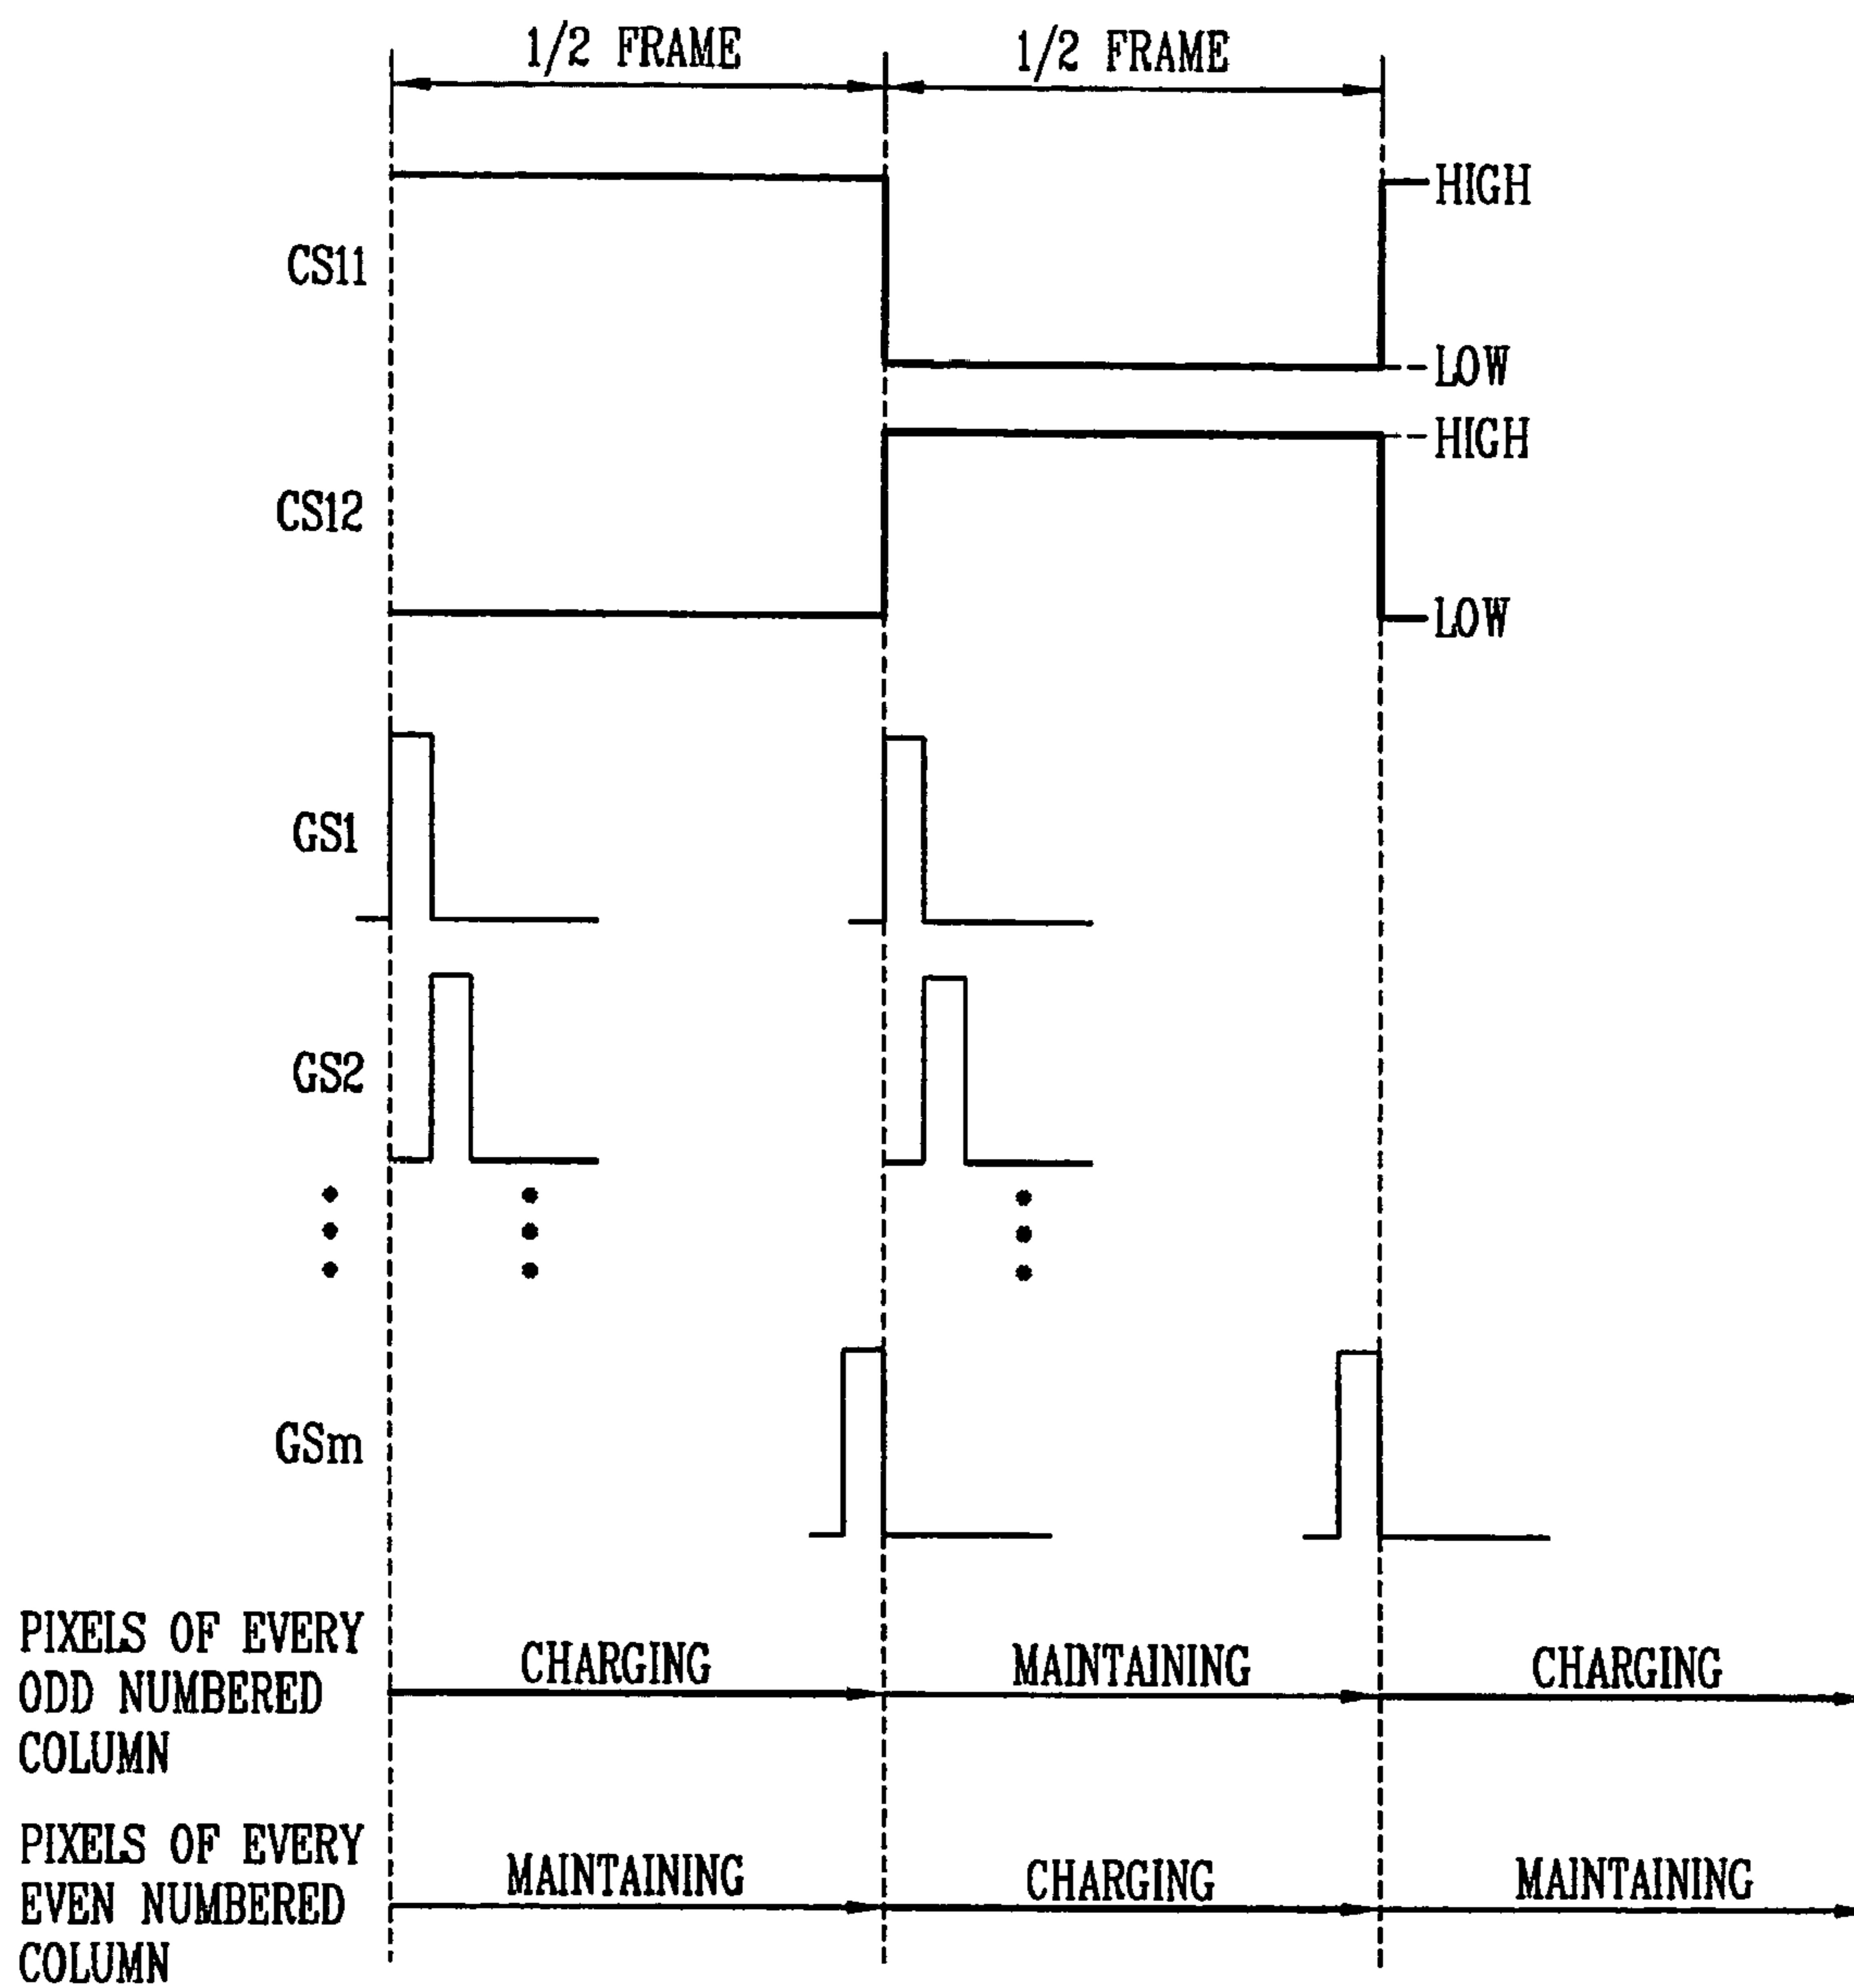 1/2 FRAME
1/2 FRAME
HIGH
CS11
LOW
HIGH
CS12
LOW
GS1
GS2
GSm
PIXELS OF EVERY
ODD NUMBERED
COLUMN
CHARGING
MAINTAINING
CHARGING
PIXELS OF EVERY
EVEN NUMBERED
COLUMN
MAINTAINING
CHARGING
MAINTAINING